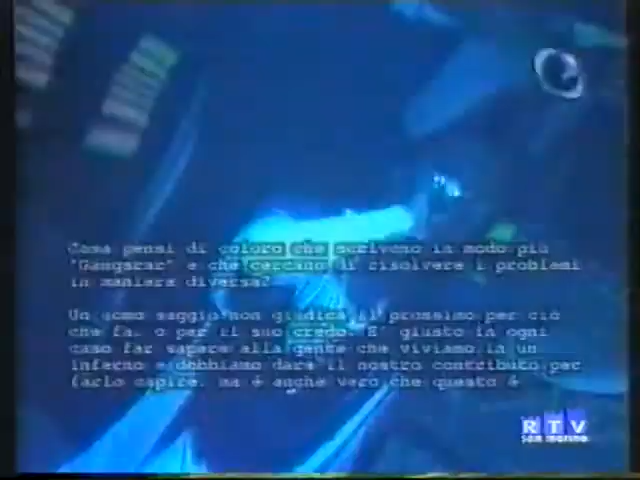 Cosa pensi di coloro che scrivono in modo più
"Gangstar" e che cercano di risolvere i problemi
in maniera diversa?
Un uomo saggio non giudica il prossimo per ciò
che fa, o per il suo credo. E' giusto in ogni
caso far sapere alla gente che viviamo in un
inferno e dobbiamo dare il nostro contributo per
farlo capire, ma è anche vero che questo è
RTV
san marino